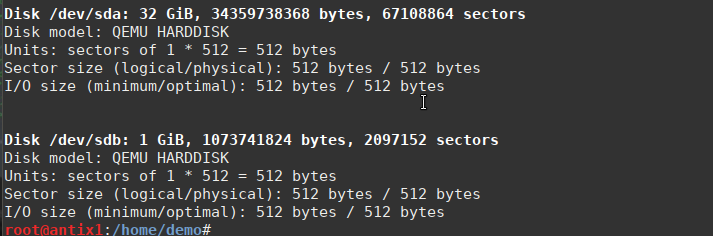 Disk /dev/sda: 32 GiB, 34359738368 bytes, 67108864 sectors
Disk model: QEMU HARDDISK
Units: sectors of 1 * 512 = 512 bytes
Sector size (logical/physical): 512 bytes / 512 bytes
I/O size (minimum/optimal): 512 bytes / 512 bytes
Disk /dev/sdb: 1 GiB, 1073741824 bytes, 2097152 sectors
Disk model: QEMU HARDDISK
Units: sectors of 1 * 512 = 512 bytes
Sector size (logical/physical): 512 bytes / 512 bytes
I/O size (minimum/optimal): 512 bytes / 512 bytes
root@antix1:/home/demo#